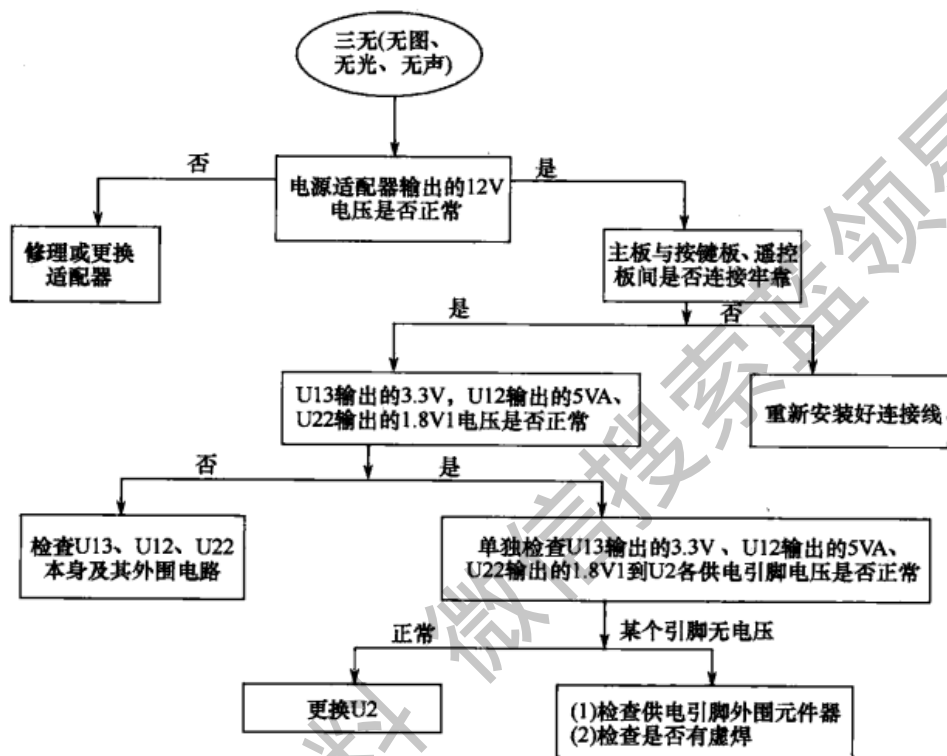 三无(无图、
无光、无声)
否
是
电源适配器输出的12V
电压是否正常
修理或更换
适配器
主板与按键板、遥控
板间是否连接牢靠
是
否
U13输出的3.3V，U12输出的5VA、
U22输出的1.8V1电压是否正常
重新安装好连接线
否
是
检查U13、U12、U22
本身及其外围电路
单独检查U13输出的3.3V、U12输出的5VA、
U22输出的1.8V1到U2各供电引脚电压是否正常
正常
某个引脚无电压
更换U2
(1)检查供电引脚外围元件器
(2)检查是否有虚焊
料 微信搜索蓝领星